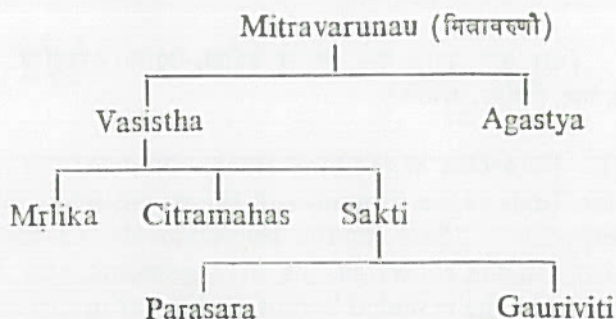 Mitravarunau (मित्रावरुणौ)
Vasistha Agastya
Mrlika Citramahas Sakti
Parasara Gauriviti